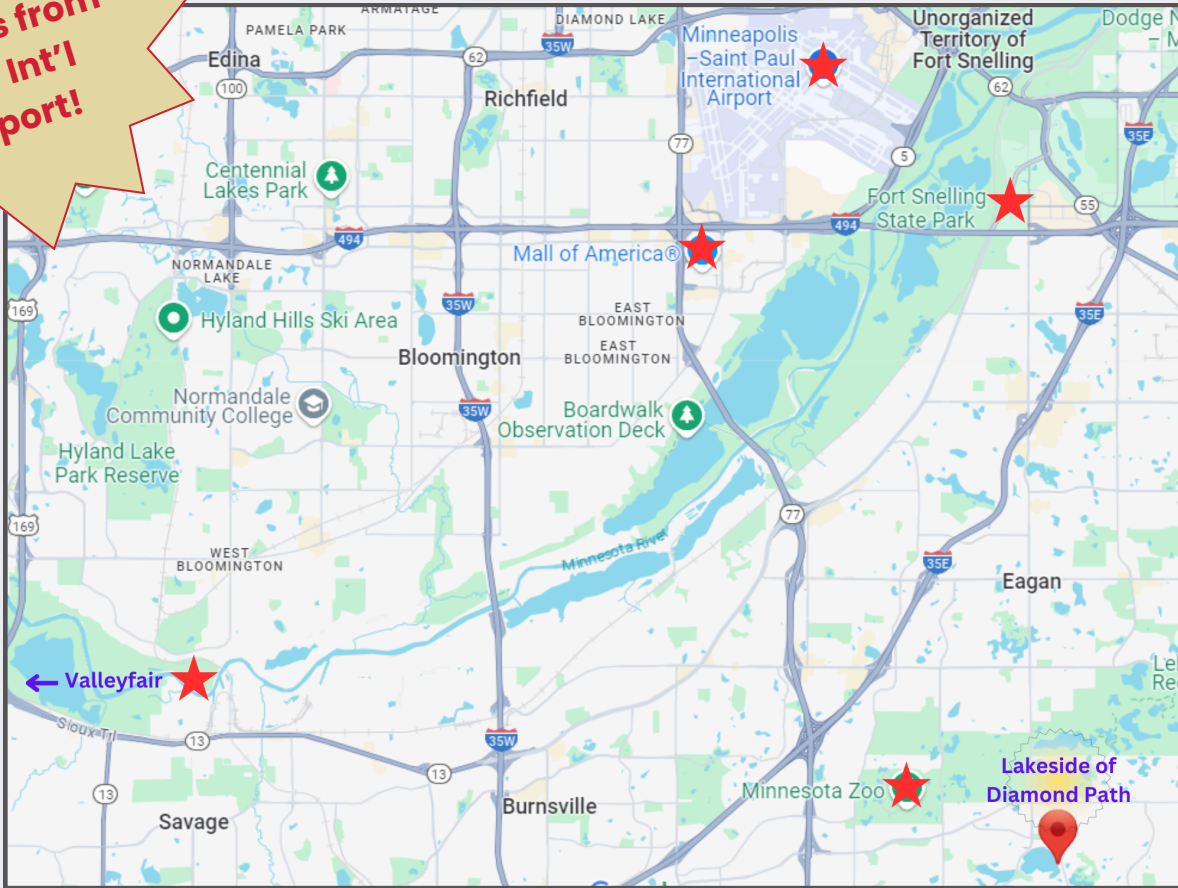 s from
Int'l
port!
ARMATAGE
PAMELA PARK
DIAMOND LAKE
Edina
35W
62
100
Richfield
Minneapolis
–Saint Paul
International
Airport
Unorganized
Territory of
Fort Snelling
Dodge N
– M
62
35E
77
5
Centennial
Lakes Park
Fort Snelling
State Park
55
494
494
Mall of America®
NORMANDALE
LAKE
169
Hyland Hills Ski Area
35W
EAST
BLOOMINGTON
EAST
BLOOMINGTON
35E
Bloomington
Normandale
Community College
35W
Boardwalk
Observation Deck
Hyland Lake
Park Reserve
169
77
WEST
BLOOMINGTON
Minnesota River
35E
Eagan
← Valleyfair
Le
Re
Sioux Trl
13
35W
13
13
Savage
Burnsville
Minnesota Zoo
Lakeside of
Diamond Path